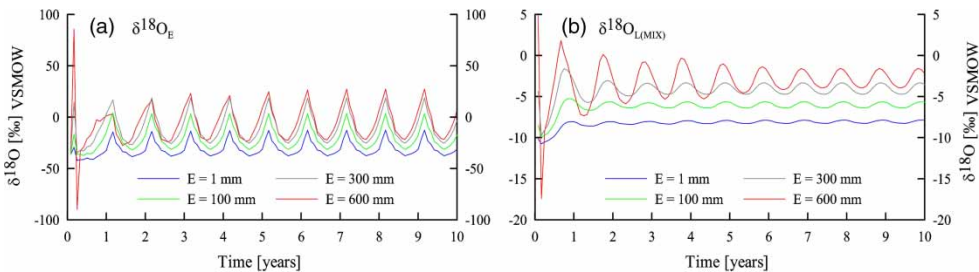 (a) δ¹⁸O_E
δ¹⁸O [‰] VSMOW
100
50
0
-50
-100
100
50
0
-50
-100
E = 1 mm
E = 300 mm
E = 100 mm
E = 600 mm
0 1 2 3 4 5 6 7 8 9 10
Time [years]
(b) δ¹⁸O_L(MIX)
5
0
-5
-10
-15
-20
5
0
-5
-10
-15
-20
δ¹⁸O [‰] VSMOW
E = 1 mm
E = 300 mm
E = 100 mm
E = 600 mm
0 1 2 3 4 5 6 7 8 9 10
Time [years]